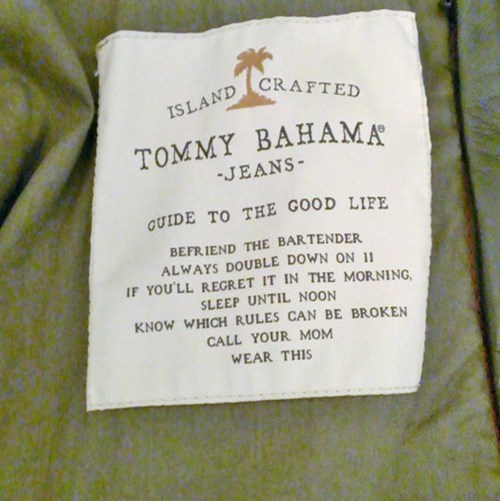 ISLAND CRAFTED
TOMMY BAHAMA®
-JEANS-
GUIDE TO THE GOOD LIFE
BEFRIEND THE BARTENDER
ALWAYS DOUBLE DOWN ON 11
IF YOU'LL REGRET IT IN THE MORNING,
SLEEP UNTIL NOON
KNOW WHICH RULES CAN BE BROKEN
CALL YOUR MOM
WEAR THIS